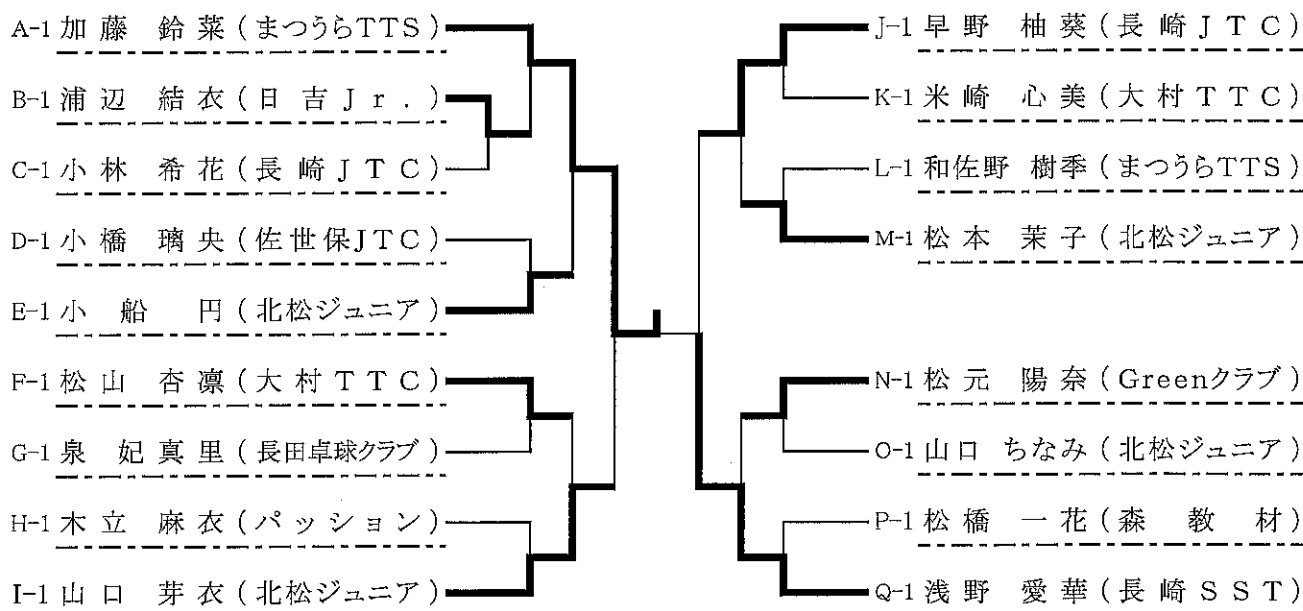 A-1 加藤 鈴菜 (まつうらTTS)
B-1 浦辺 結衣 (日吉Jr.)
C-1 小林 希花 (長崎JTC)
D-1 小橋 璃央 (佐世保JTC)
E-1 小船 円 (北松ジュニア)
F-1 松山 杏凛 (大村TTC)
G-1 泉 妃真里 (長田卓球クラブ)
H-1 木立 麻衣 (パッション)
I-1 山口 芽衣 (北松ジュニア)
J-1 早野 柚葵 (長崎JTC)
K-1 米崎 心美 (大村TTC)
L-1 和佐野 樹季 (まつうらTTS)
M-1 松本 茉子 (北松ジュニア)
N-1 松元 陽奈 (Greenクラブ)
O-1 山口 ちなみ (北松ジュニア)
P-1 松橋 一花 (森教材)
Q-1 浅野 愛華 (長崎SST)